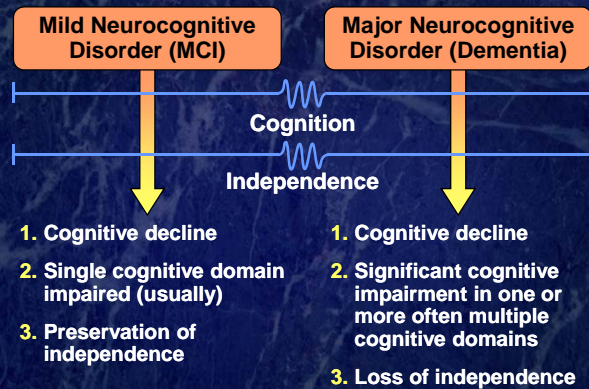 Mild Neurocognitive
Disorder (MCI)
Major Neurocognitive
Disorder (Dementia)
Cognition
Independence
1. Cognitive decline
2. Single cognitive domain
impaired (usually)
3. Preservation of
independence
1. Cognitive decline
2. Significant cognitive
impairment in one or
more often multiple
cognitive domains
3. Loss of independence